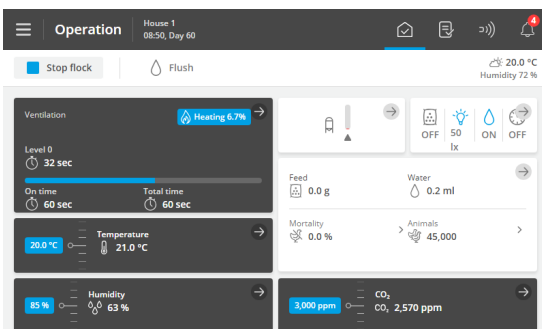 Operation
House 1
08:50, Day 60
4
Stop flock
Flush
20.0 °C
Humidity 72 %
Ventilation
Heating 6.7%
Level 0
32 sec
On time
Total time
60 sec
60 sec
OFF
50 lx
ON
OFF
Feed
Water
0.0 g
0.2 ml
Mortality
Animals
0.0 %
45,000
20.0 °C
Temperature
21.0 °C
85 %
Humidity
63 %
3,000 ppm
CO₂
CO₂ 2,570 ppm